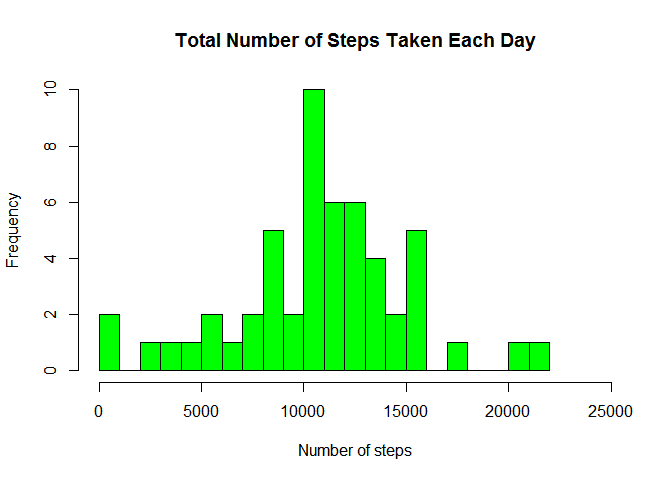 Total Number of Steps Taken Each Day
Frequency
10
8
6
4
2
0
0 5000 10000 15000 20000 25000
Number of steps